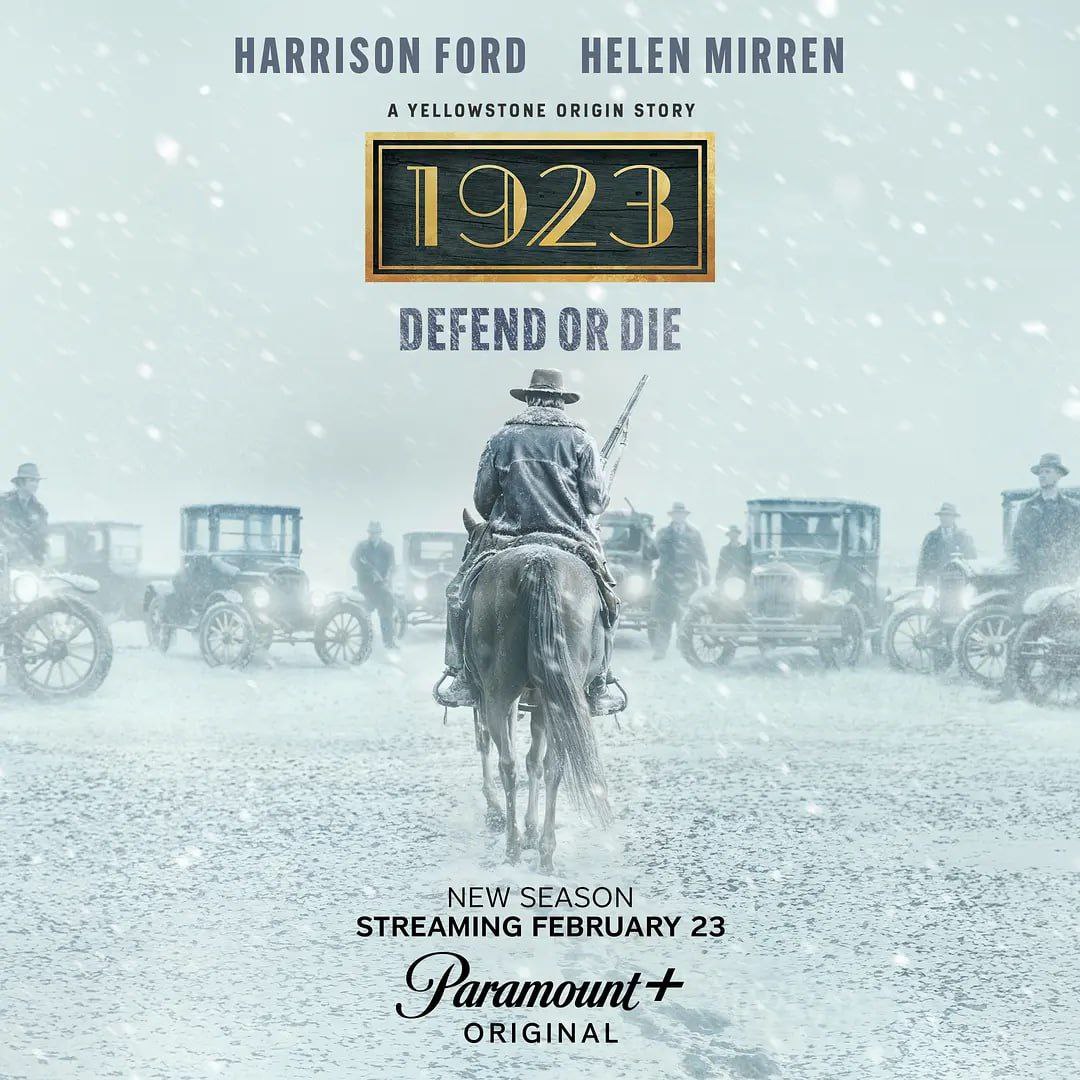 HARRISON FORD HELEN MIRREN
A YELLOWSTONE ORIGIN STORY
1923
DEFEND OR DIE
NEW SEASON
STREAMING FEBRUARY 23
Paramount+
ORIGINAL